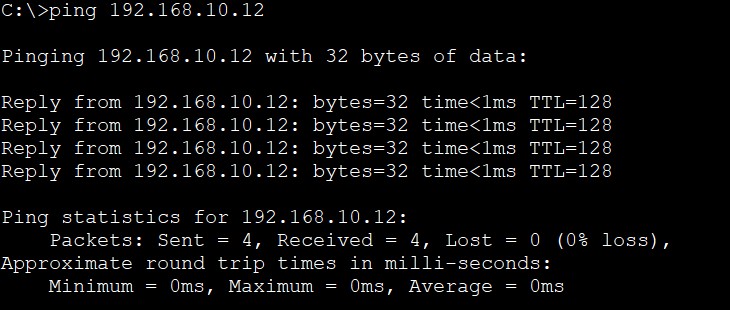 C:\>ping 192.168.10.12
Pinging 192.168.10.12 with 32 bytes of data:
Reply from 192.168.10.12: bytes=32 time<1ms TTL=128
Reply from 192.168.10.12: bytes=32 time<1ms TTL=128
Reply from 192.168.10.12: bytes=32 time<1ms TTL=128
Reply from 192.168.10.12: bytes=32 time<1ms TTL=128
Ping statistics for 192.168.10.12:
    Packets: Sent = 4, Received = 4, Lost = 0 (0% loss),
Approximate round trip times in milli-seconds:
    Minimum = 0ms, Maximum = 0ms, Average = 0ms